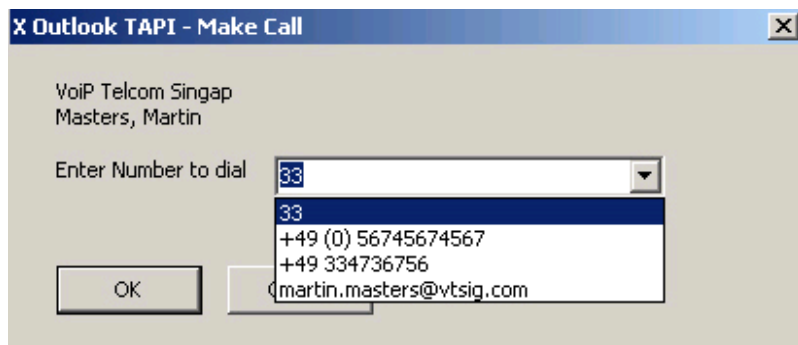 X Outlook TAPI - Make Call
VoiP Telcom Singap
Masters, Martin
Enter Number to dial 33
33
+49 (0) 56745674567
+49 334736756
martin.masters@vtsig.com
OK